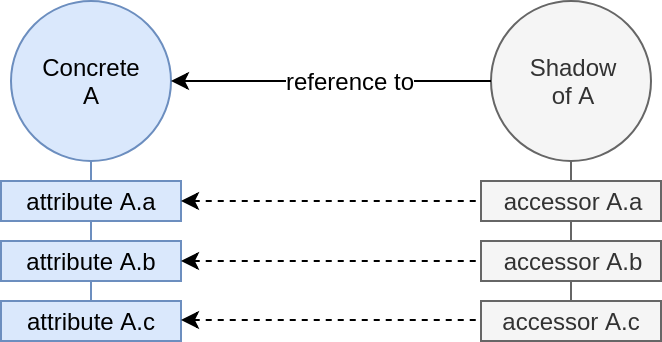 Concrete
A
reference to
Shadow
of A
attribute A.a
accessor A.a
attribute A.b
accessor A.b
attribute A.c
accessor A.c